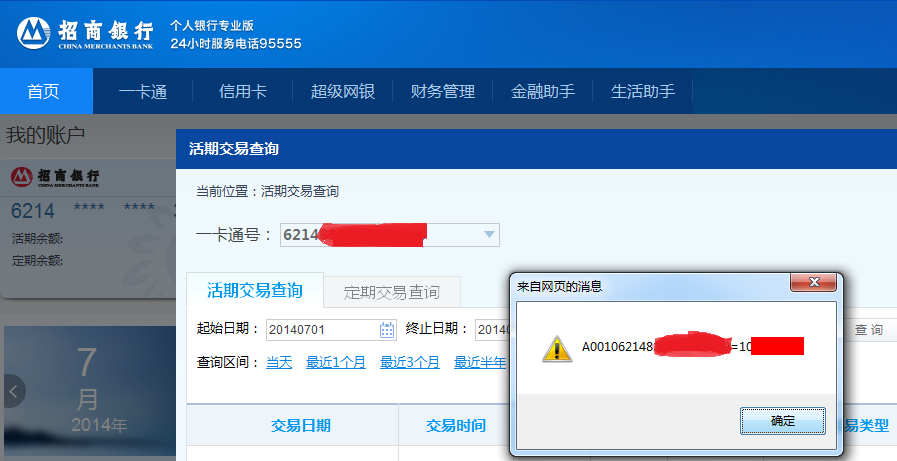 招商银行
CHINA MERCHANTS BANK
个人银行专业版
24小时服务电话95555
首页 一卡通 信用卡 超级网银 财务管理 金融助手 生活助手
我的账户
招商银行
CHINA MERCHANTS BANK
6214 **** ****
活期余额:
定期余额:
7
月
2014年
活期交易查询
当前位置：活期交易查询
一卡通号： 6214
活期交易查询 定期交易查询
起始日期： 20140701 终止日期： 2014
查询
查询区间： 当天 最近1个月 最近3个月 最近半年
交易日期 交易时间 易类型
来自网页的消息
A001062148 =10
确定